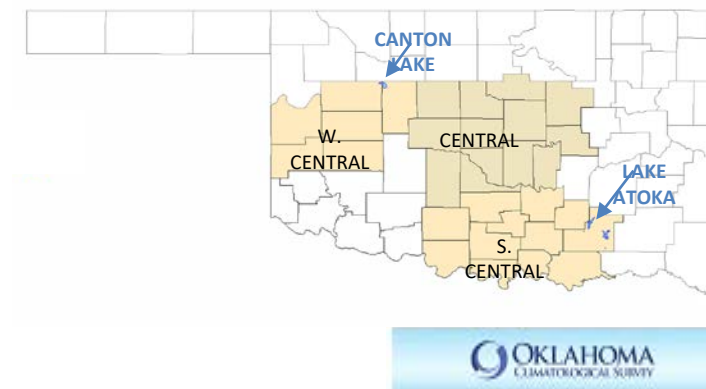 CANTON
LAKE
W.
CENTRAL
CENTRAL
LAKE
ATOKA
S.
CENTRAL
OKLAHOMA
CLIMATOLOGICAL SURVEY